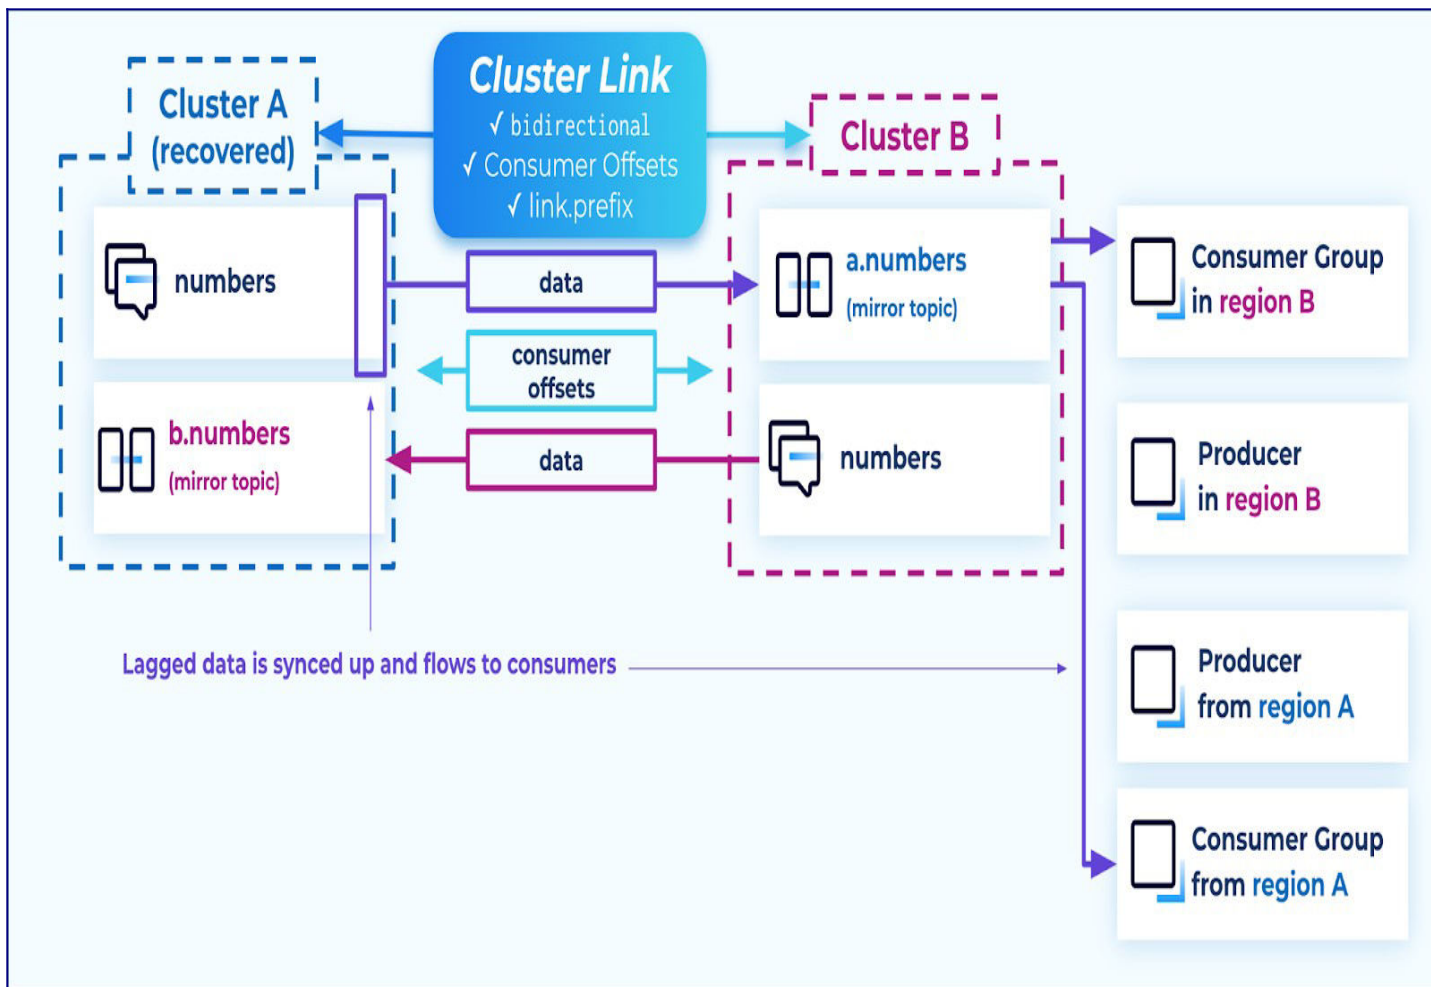 Cluster Link
✓ bidirectional
✓ Consumer Offsets
✓ link.prefix
Cluster A
(recovered)
Cluster B
numbers
b.numbers
(mirror topic)
data
consumer
offsets
data
a.numbers
(mirror topic)
numbers
Consumer Group
in region B
Producer
in region B
Producer
from region A
Consumer Group
from region A
Lagged data is synced up and flows to consumers